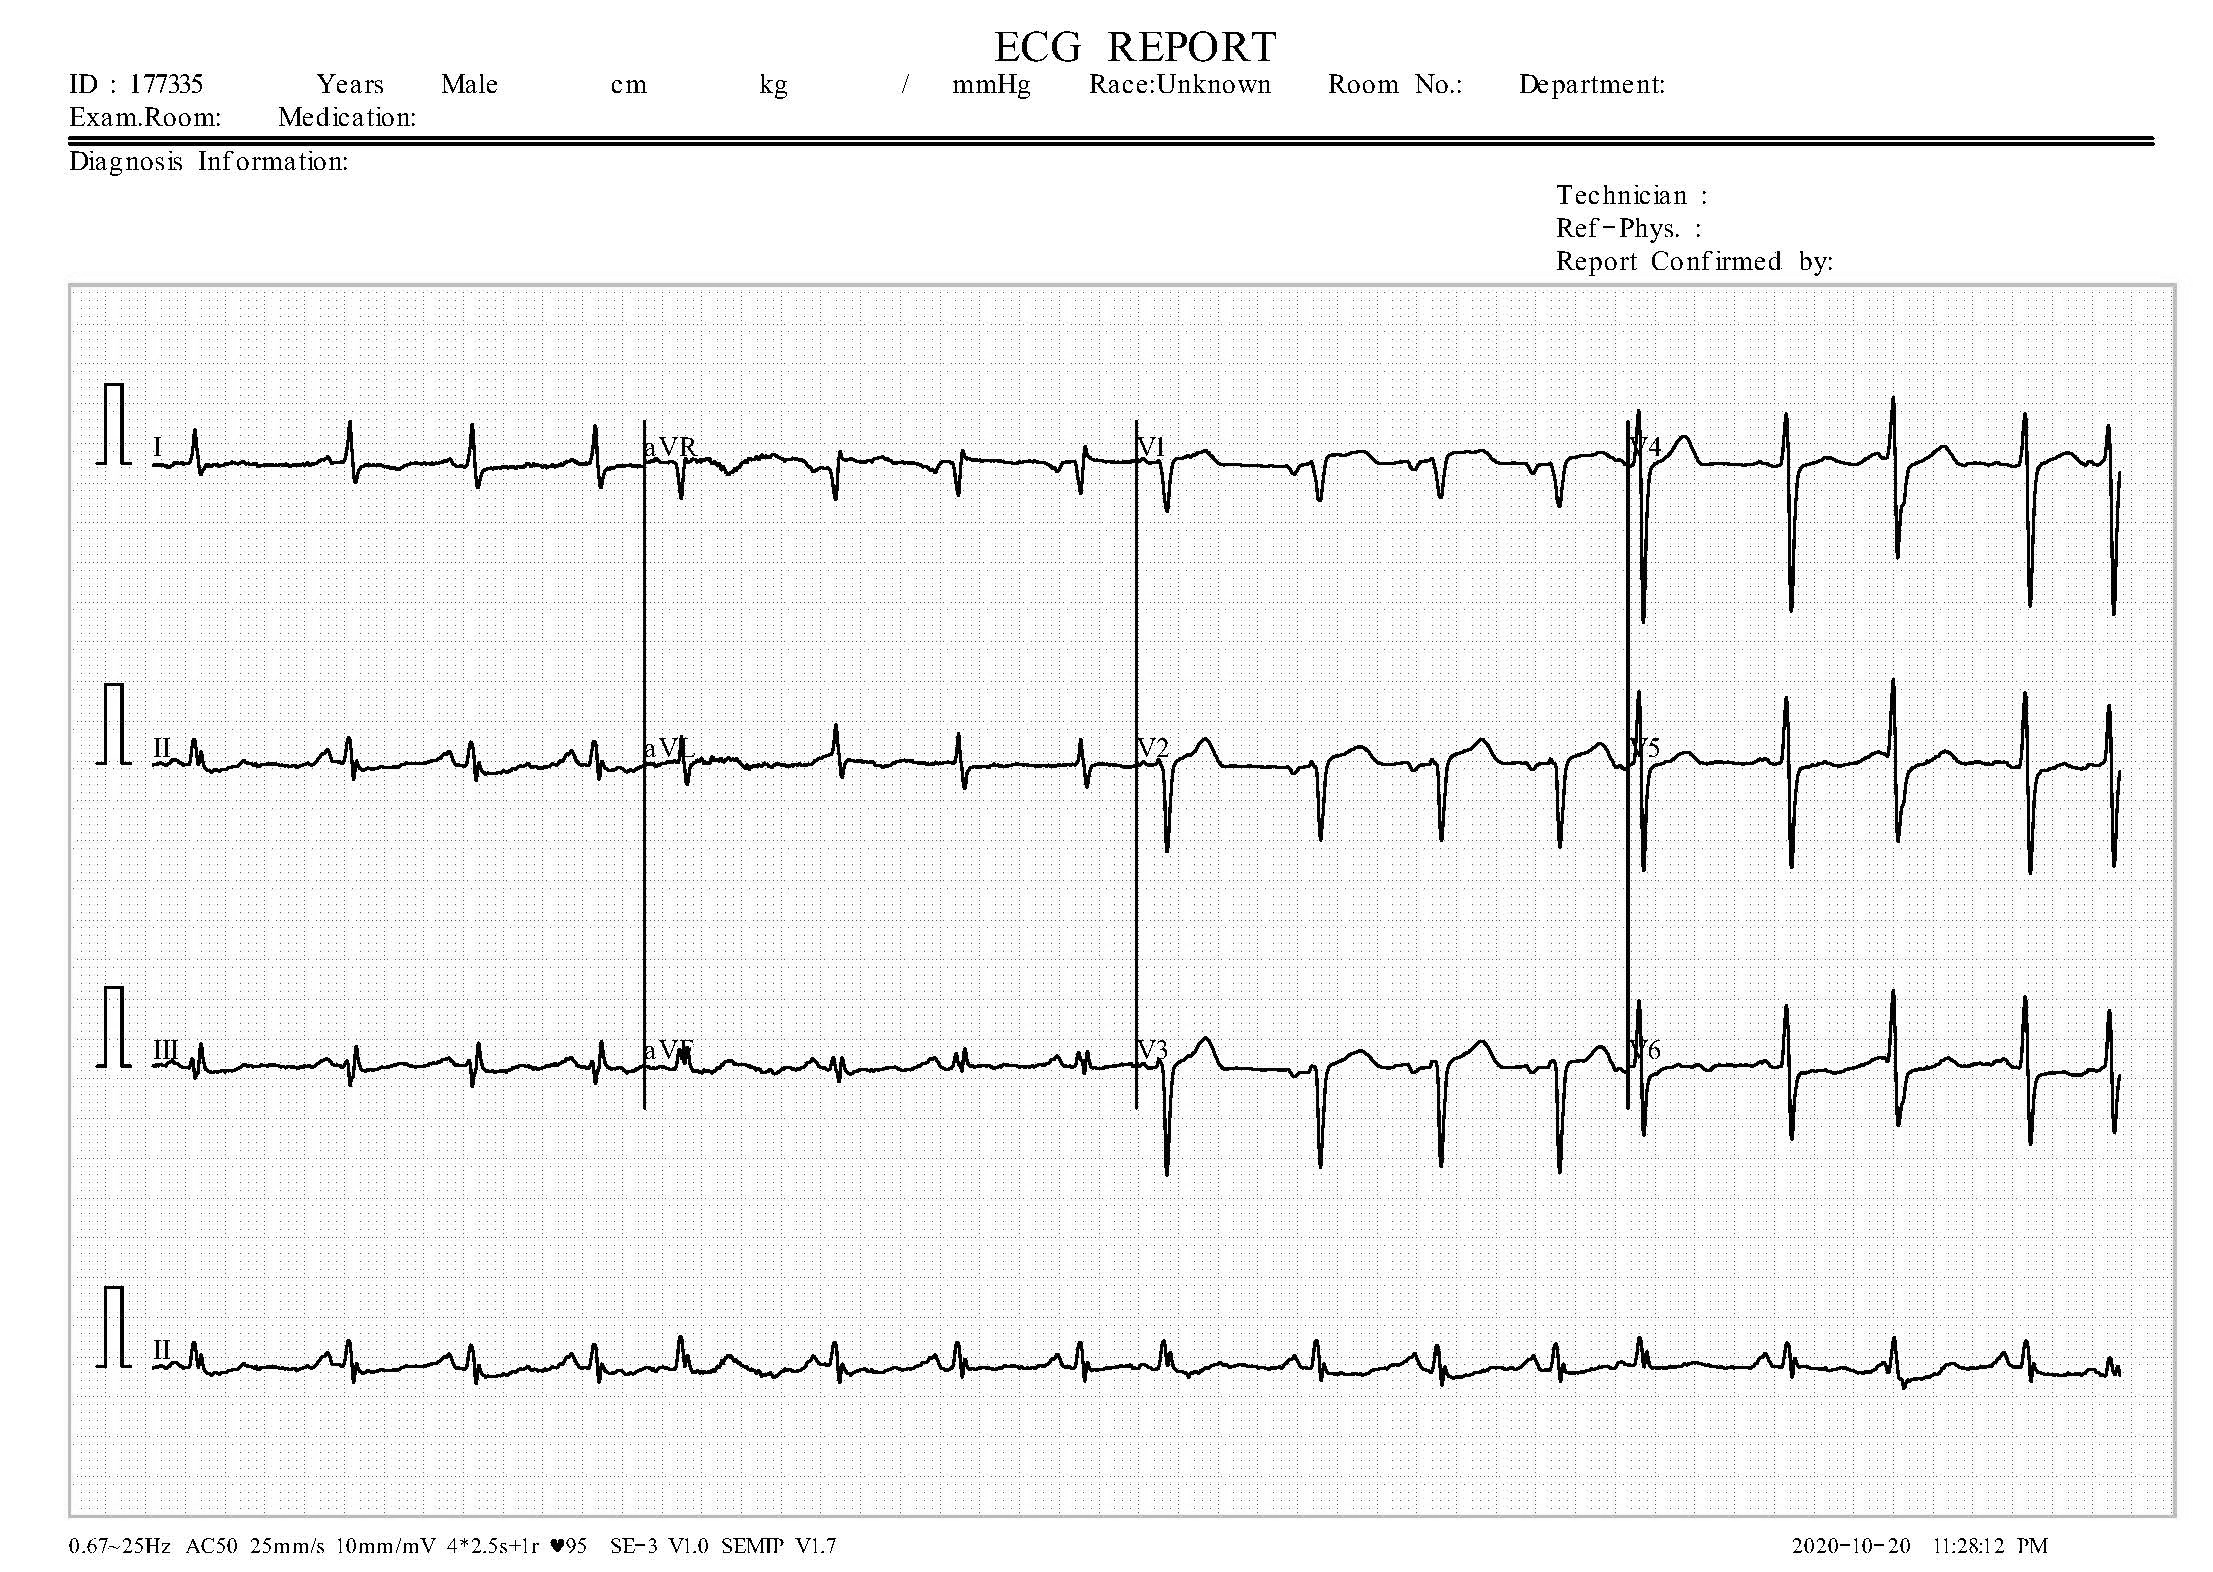 ECG REPORT
ID : 177335 Years Male cm kg / mmHg Race:Unknown Room No.: Department:
Exam.Room: Medication:
Diagnosis Information:
Technician :
Ref-Phys. :
Report Confirmed by:
I aVR V1 V4
II aVL V2 V5
III aVF V3 V6
II
0.67~25Hz AC50 25mm/s 10mm/mV 4*2.5s+1r ♥95 SE-3 V1.0 SEMIP V1.7 2020-10-20 11:28:12 PM